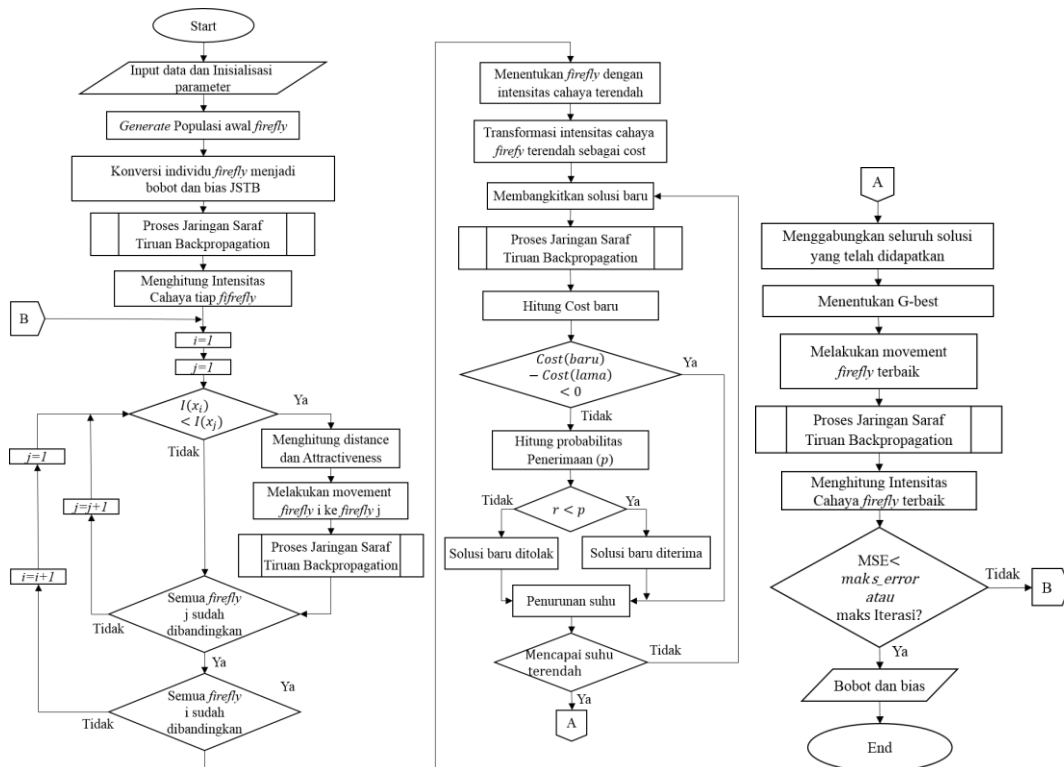 Start
Input data dan Inisialisasi
parameter
Generate Populasi awal firefly
Konversi individu firefly menjadi
bobot dan bias JSTB
Proses Jaringan Saraf
Tiruan Backpropagation
Menghitung Intensitas
Cahaya tiap fifrefly
B
i=1
j=1
I(x_i)
< I(x_j)
Ya
Tidak
Menghitung distance
dan Attractiveness
Melakukan movement
firefly i ke firefly j
Proses Jaringan Saraf
Tiruan Backpropagation
j=1
j=j+1
i=i+1
Semua firefly
j sudah
dibandingkan
Tidak
Ya
Semua firefly
i sudah
dibandingkan
Tidak
Ya
Menentukan firefly dengan
intensitas cahaya terendah
Transformasi intensitas cahaya
firefy terendah sebagai cost
Membangkitkan solusi baru
Proses Jaringan Saraf
Tiruan Backpropagation
Hitung Cost baru
Cost(baru)
− Cost(lama)
< 0
Ya
Tidak
Hitung probabilitas
Penerimaan (p)
r < p
Tidak
Ya
Solusi baru ditolak
Solusi baru diterima
Penurunan suhu
Mencapai suhu
terendah
Tidak
Ya
A
A
Menggabungkan seluruh solusi
yang telah didapatkan
Menentukan G-best
Melakukan movement
firefly terbaik
Proses Jaringan Saraf
Tiruan Backpropagation
Menghitung Intensitas
Cahaya firefly terbaik
MSE<
maks_error
atau
maks Iterasi?
Tidak
B
Ya
Bobot dan bias
End